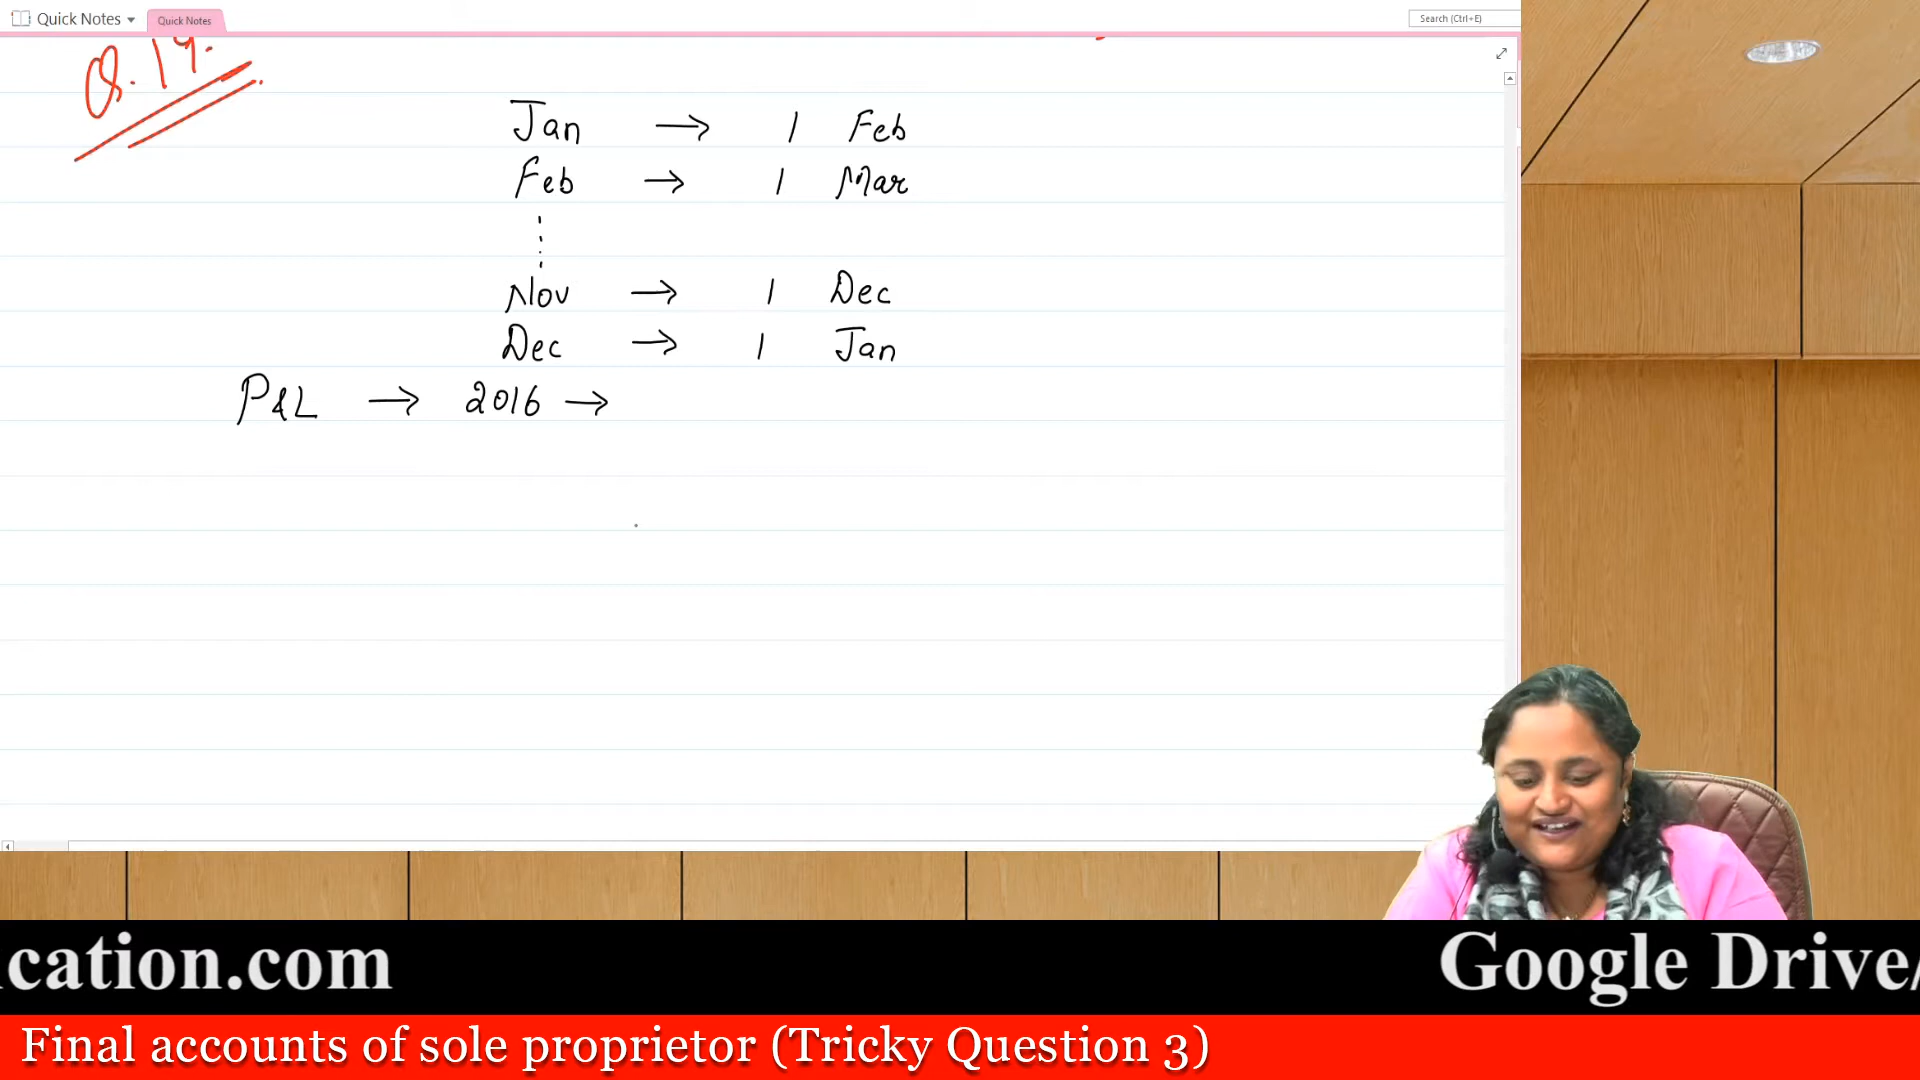 Quick Notes
Quick Notes
Search (Ctrl+E)
Q. 14.
Jan → 1 Feb
Feb → 1 Mar
Nov → 1 Dec
Dec → 1 Jan
P&L → 2016 →
cation.com
Google Drive/
Final accounts of sole proprietor (Tricky Question 3)